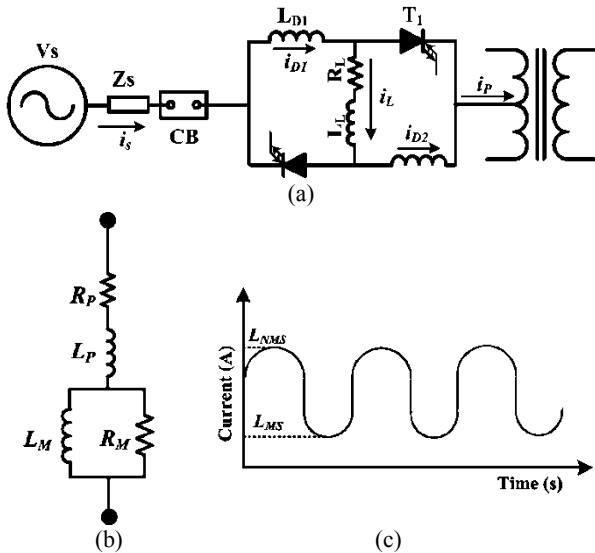 Vs
Zs
CB
i_s
L_D1
i_D1
T_1
R_L
L_L
i_L
i_D2
i_P
(a)
R_P
L_P
L_M
R_M
(b)
Current (A)
L_NMS
L_MS
Time (s)
(c)